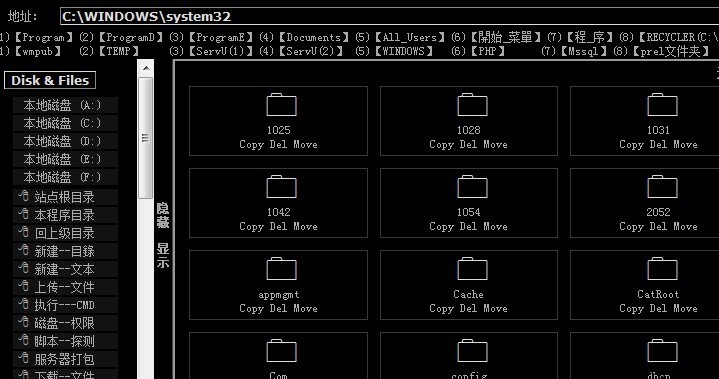 地址: C:\WINDOWS\system32
1)【Program】 (2)【ProgramD】 (3)【ProgramE】 (4)【Documents】 (5)【All_Users】 (6)【開始_菜單】 (7)【程_序】 (8)【RECYCLER(C:\
1)【wmpub】 (2)【TEMP】 (3)【ServU(1)】 (4)【ServU(2)】 (5)【WINDOWS】 (6)【PHP】 (7)【Mssql】 (8)【prel文件夹】
Disk & Files
本地磁盘 (A:)
本地磁盘 (C:)
本地磁盘 (D:)
本地磁盘 (E:)
本地磁盘 (F:)
站点根目录
本程序目录
回上级目录
新建--目錄
新建--文本
上传--文件
执行---CMD
磁盘--权限
脚本--探测
服务器打包
下载--文件
隐藏
显示
1025 1028 1031
Copy Del Move Copy Del Move Copy Del Move
1042 1054 2052
Copy Del Move Copy Del Move Copy Del Move
appmgmt Cache CatRoot
Copy Del Move Copy Del Move Copy Del Move
Com config dhcp